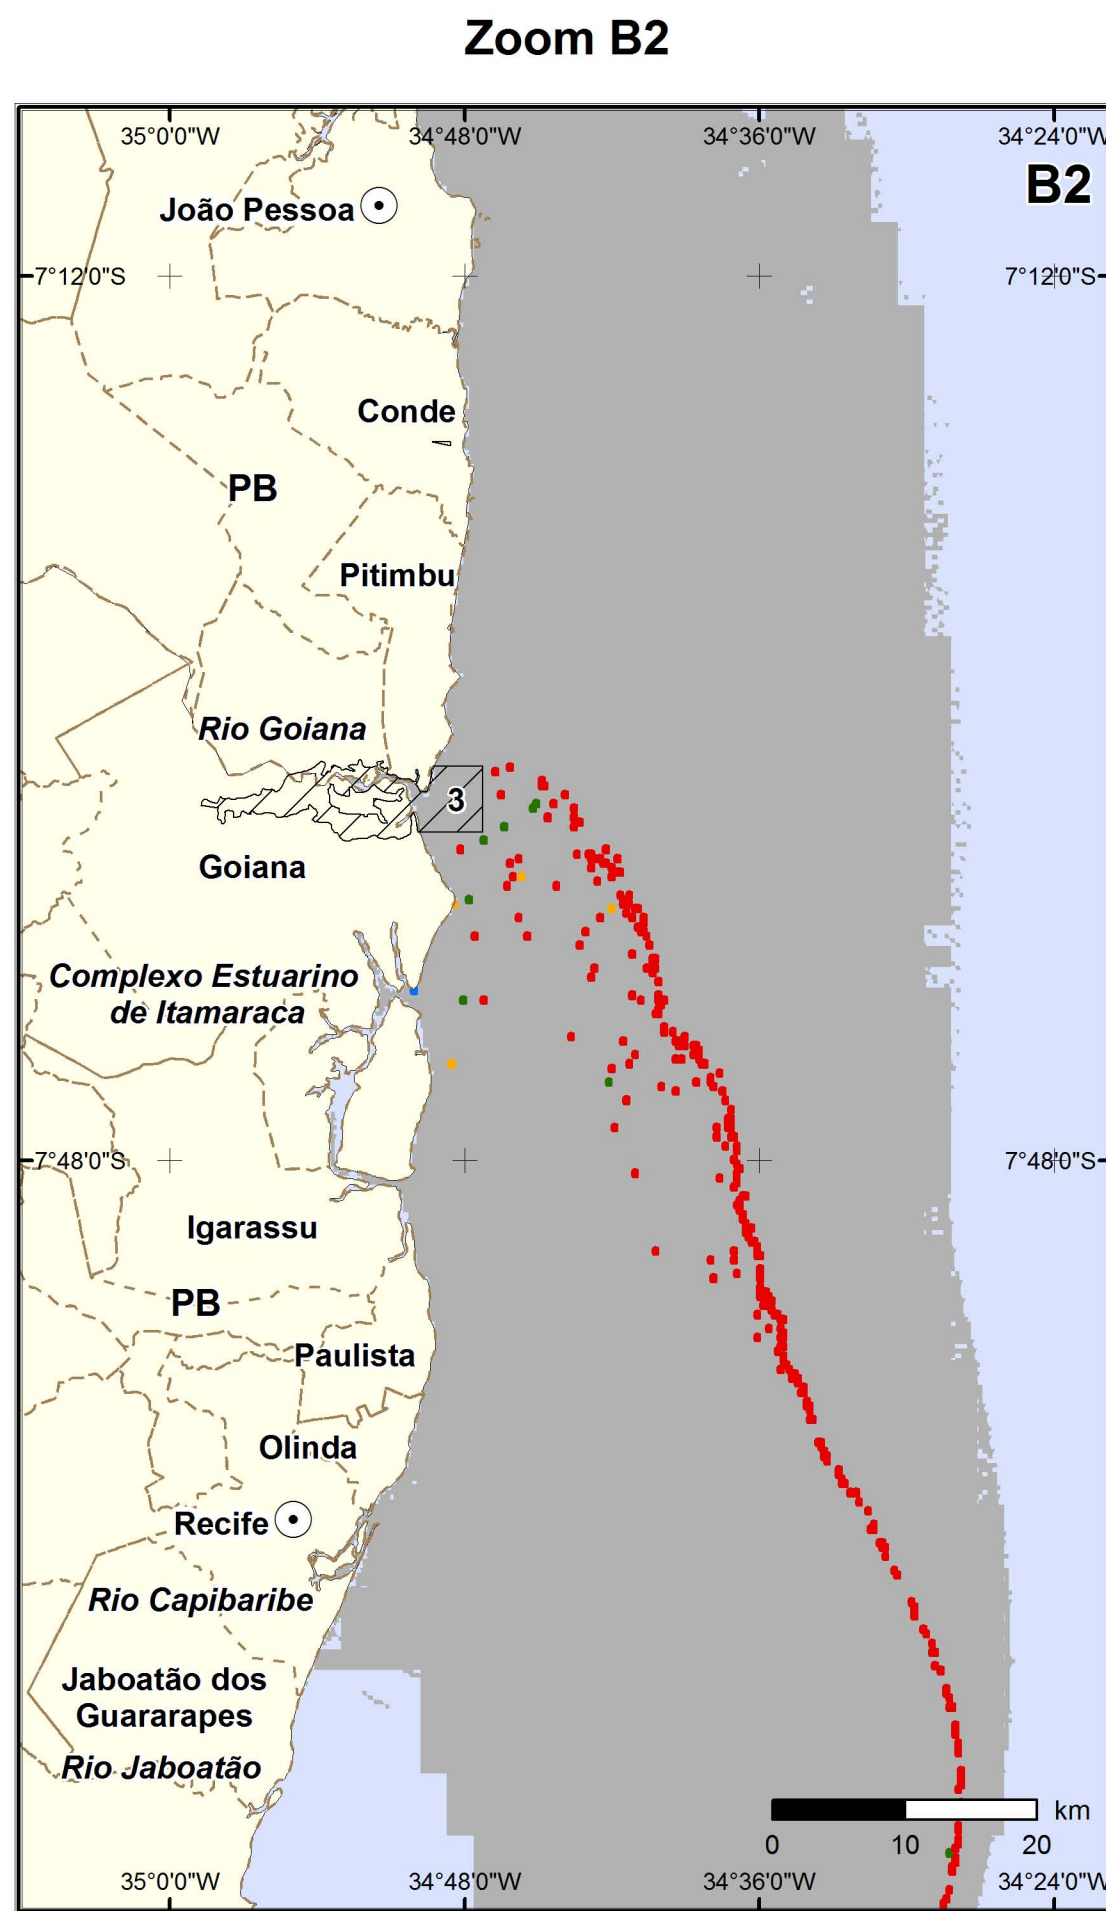 Zoom B2
35°0'0"W
34°48'0"W
34°36'0"W
34°24'0"W
B2
João Pessoa
7°12'0"S
7°12'0"S
Conde
PB
Pitimbu
Rio Goiana
3
Goiana
Complexo Estuarino
de Itamaraca
7°48'0"S
7°48'0"S
Igarassu
PB
Paulista
Olinda
Recife
Rio Capibaribe
Jaboatão dos
Guararapes
Rio Jaboatão
km
0
10
20
35°0'0"W
34°48'0"W
34°36'0"W
34°24'0"W